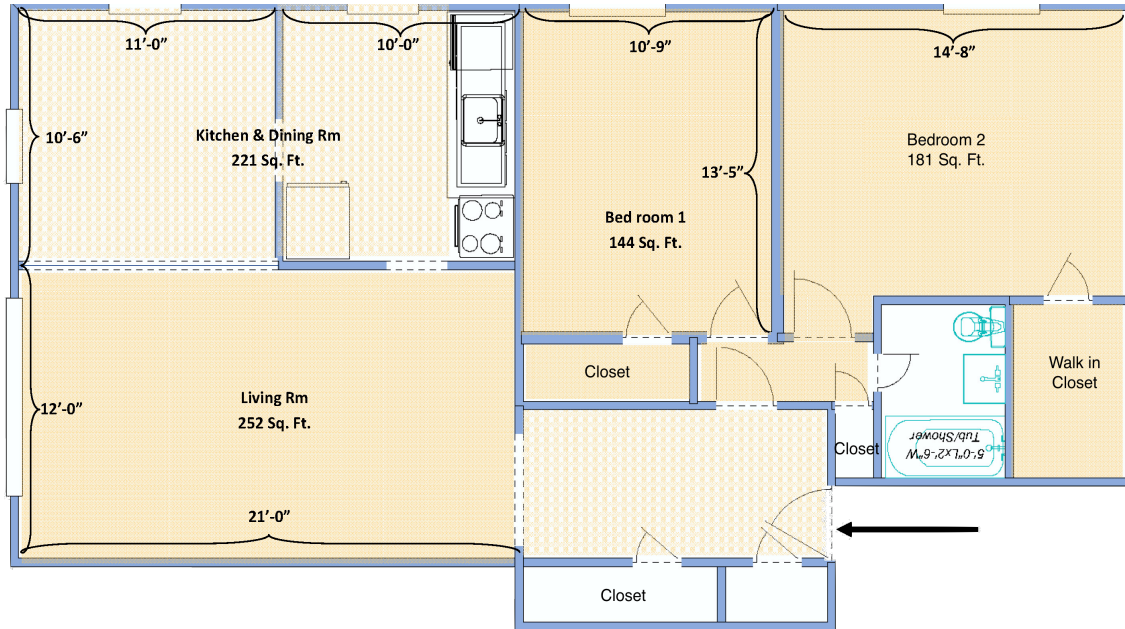 11’-0”
10’-0”
10’-9”
14’-8”
10’-6”
Kitchen & Dining Rm
221 Sq. Ft.
Bedroom 2
181 Sq. Ft.
13’-5”
Bed room 1
144 Sq. Ft.
Closet
Walk in
Closet
Living Rm
252 Sq. Ft.
12’-0”
Closet
5'-0"Lx2'-6"W
Tub/Shower
21’-0”
Closet